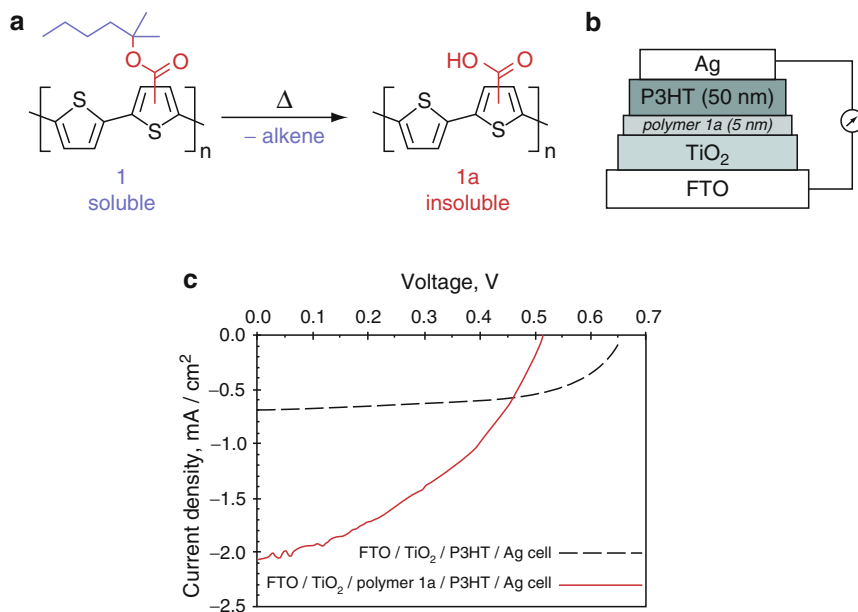 a
O
O
S
S
n
1
soluble
Δ
– alkene
HO
O
S
S
n
1a
insoluble
b
Ag
P3HT (50 nm)
polymer 1a (5 nm)
TiO2
FTO
c
Voltage, V
0.0 0.1 0.2 0.3 0.4 0.5 0.6 0.7
Current density, mA / cm2
0.0
–0.5
–1.0
–1.5
–2.0
–2.5
FTO / TiO2 / P3HT / Ag cell
FTO / TiO2 / polymer 1a / P3HT / Ag cell